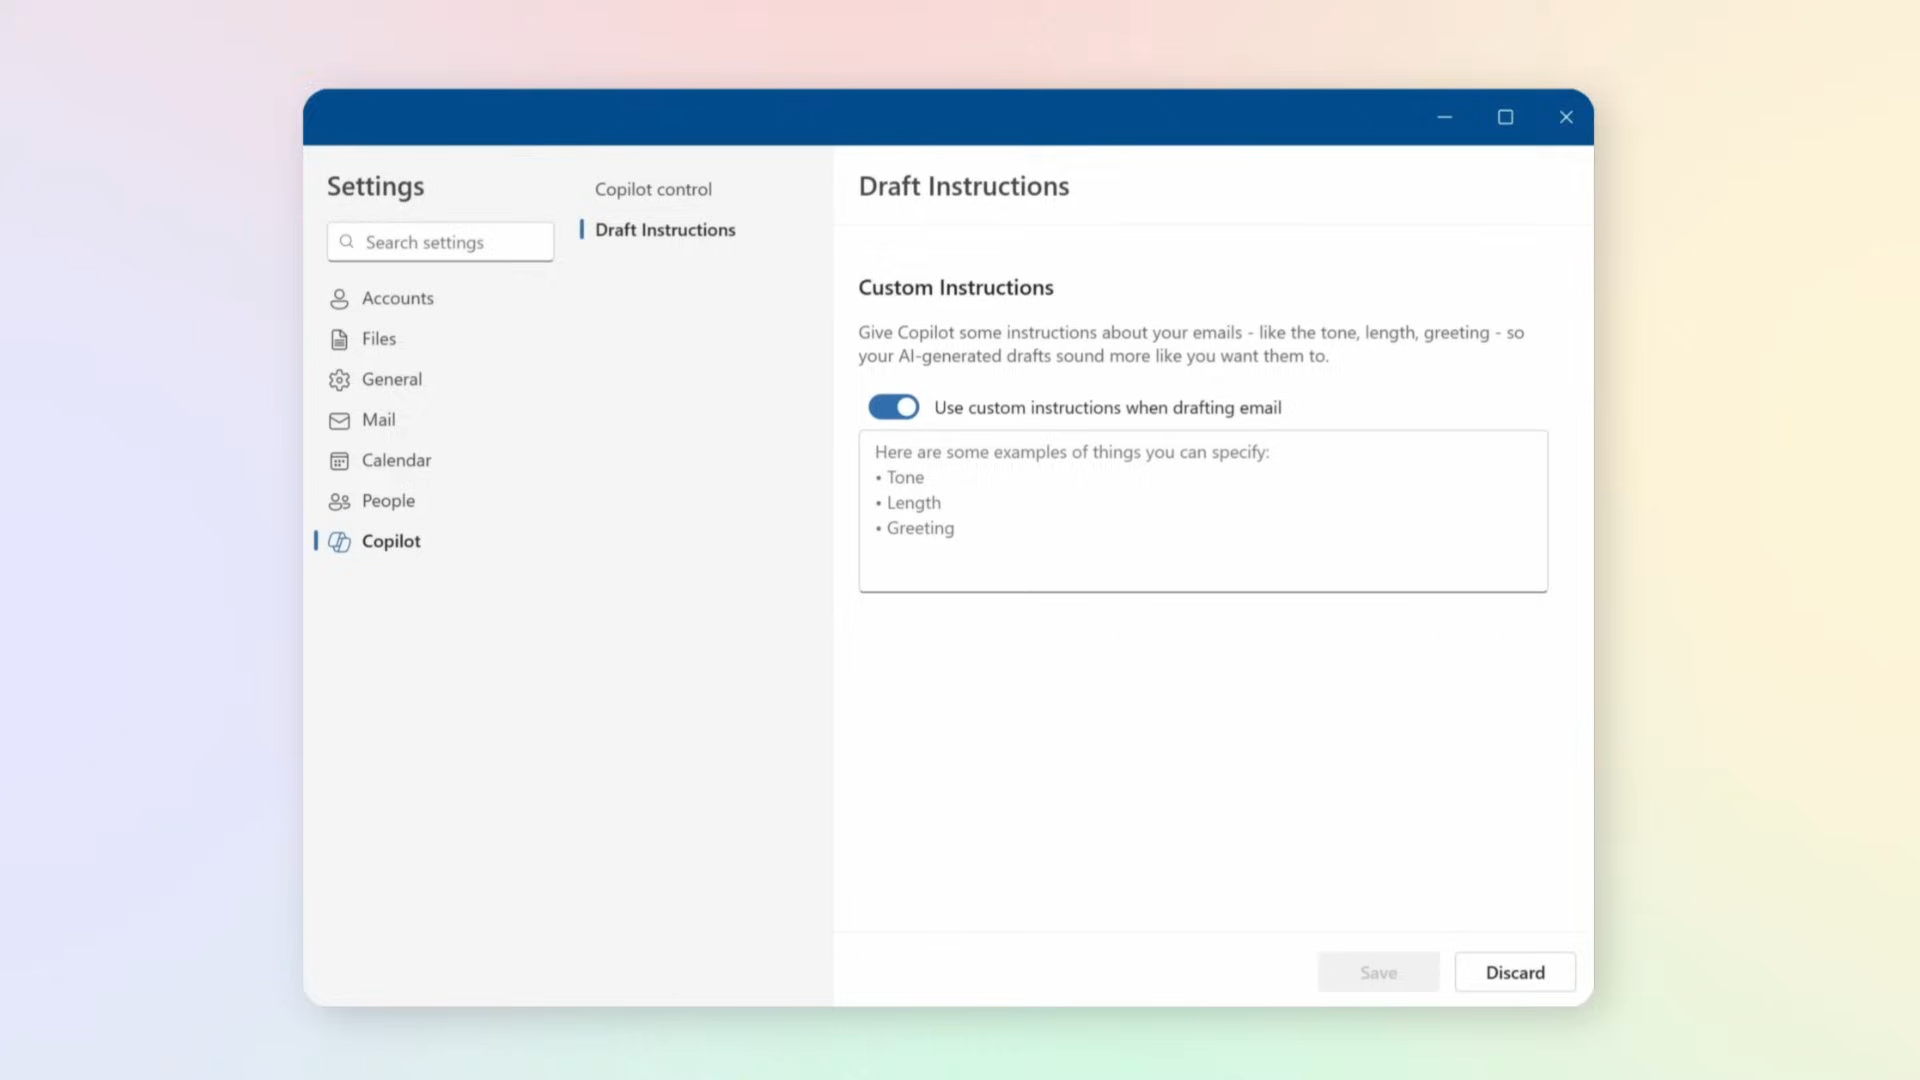 Settings
Search settings
Accounts
Files
General
Mail
Calendar
People
Copilot
Copilot control
Draft Instructions
Draft Instructions
Custom Instructions
Give Copilot some instructions about your emails - like the tone, length, greeting - so
your AI-generated drafts sound more like you want them to.
Use custom instructions when drafting email
Here are some examples of things you can specify:
• Tone
• Length
• Greeting
Save
Discard